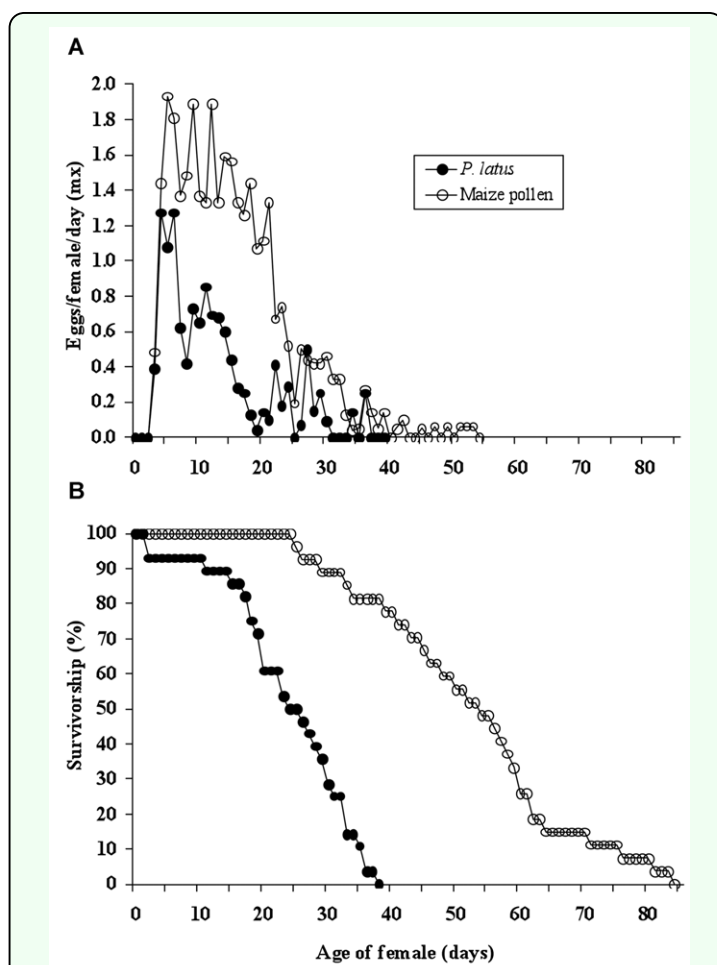 A
Eggs/female/day (mx)
2.0
1.8
1.6
1.4
1.2
1.0
0.8
0.6
0.4
0.2
0.0
P. latus
Maize pollen
0 10 20 30 40 50 60 70 80
B
Survivorship (%)
100
90
80
70
60
50
40
30
20
10
0
0 10 20 30 40 50 60 70 80
Age of female (days)